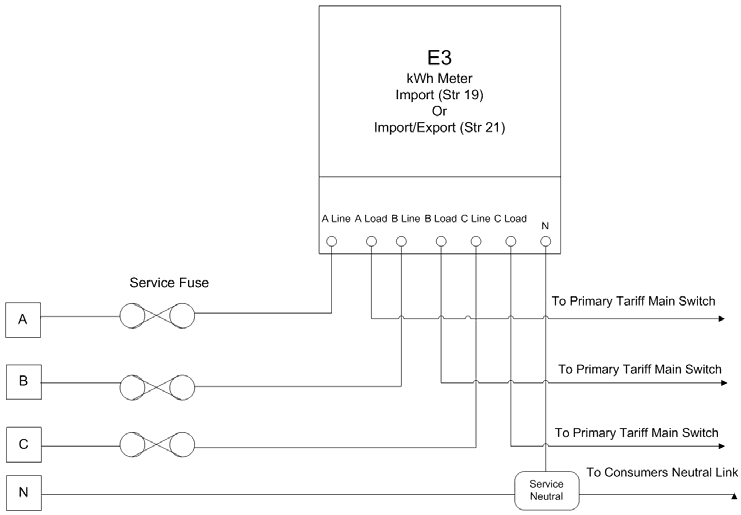 E3
kWh Meter
Import (Str 19)
Or
Import/Export (Str 21)
A Line A Load B Line B Load C Line C Load N
Service Fuse
A
To Primary Tariff Main Switch
B
To Primary Tariff Main Switch
C
To Primary Tariff Main Switch
N
Service
Neutral
To Consumers Neutral Link